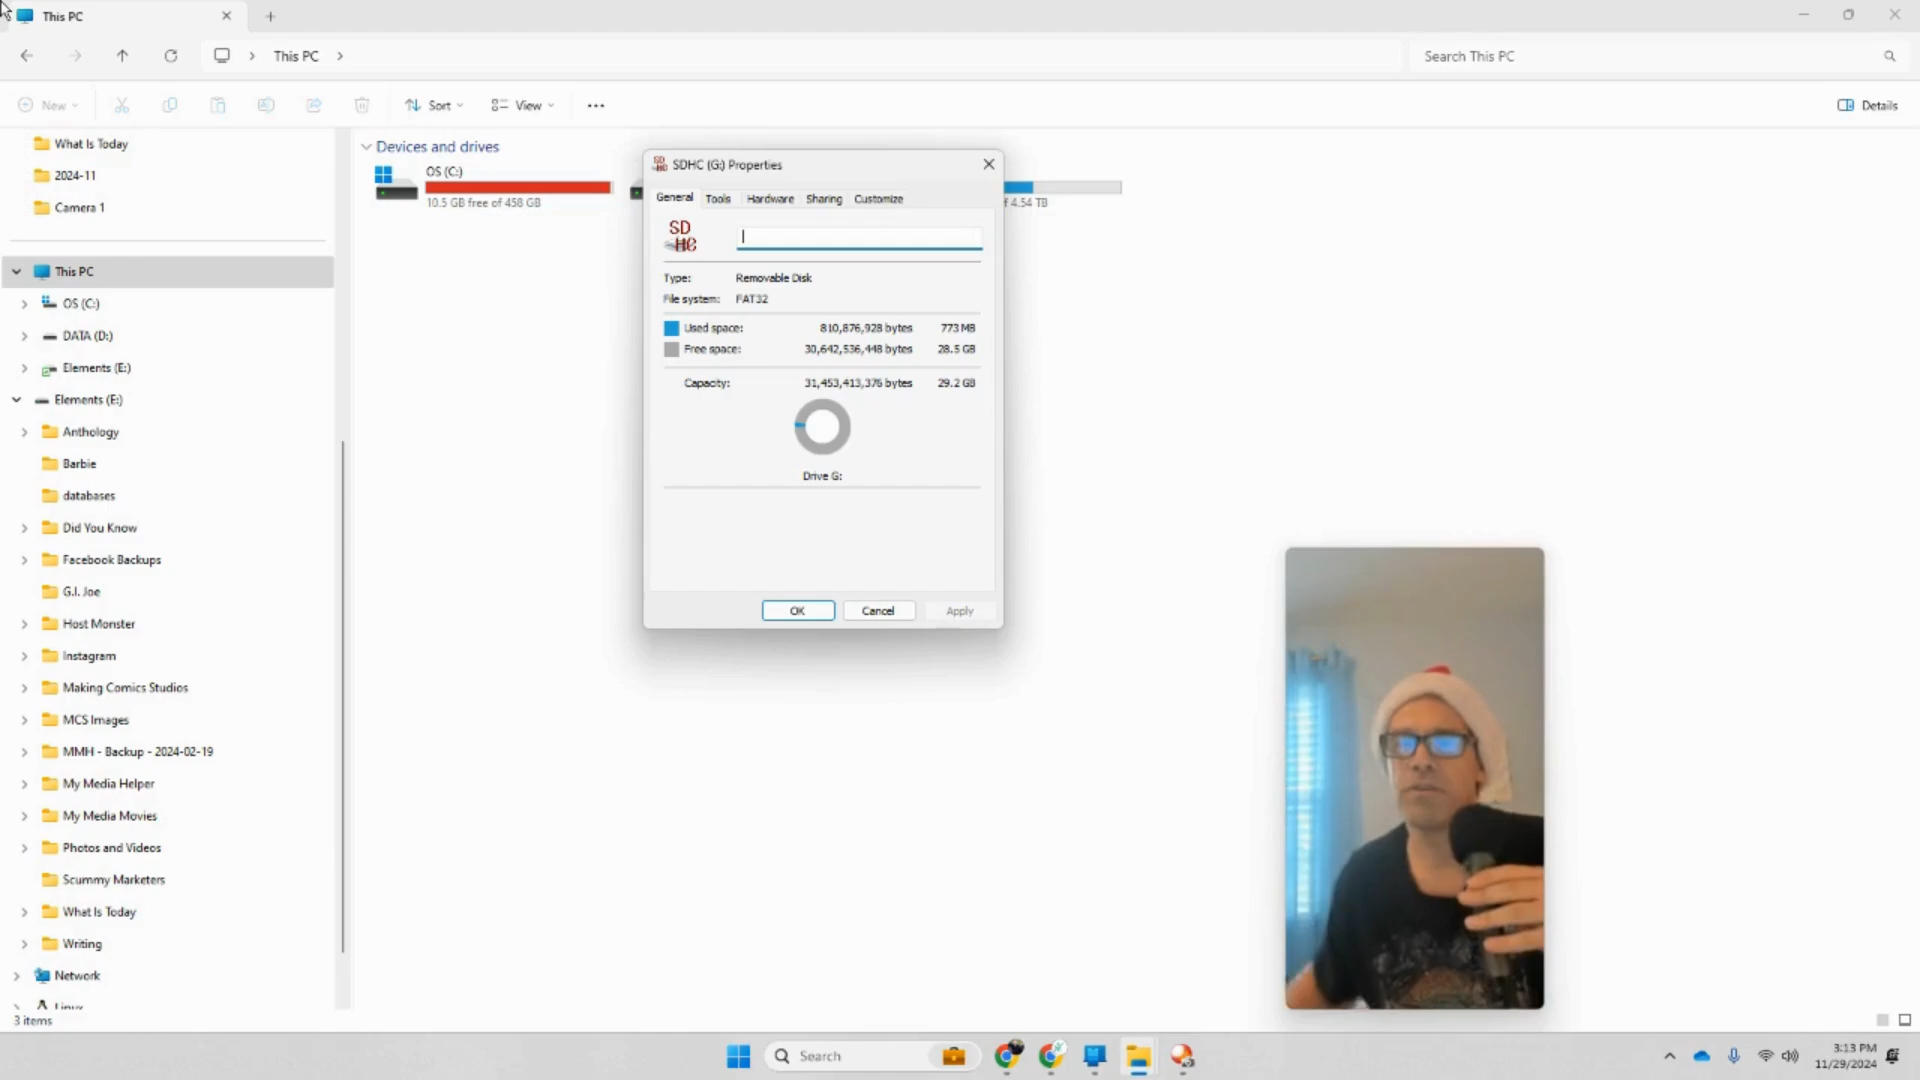 This PC
This PC
Search This PC
New
Sort
View
Details
What Is Today
2024-11
Camera 1
This PC
OS (C:)
DATA (D:)
Elements (E:)
Elements (E:)
Anthology
Barbie
databases
Did You Know
Facebook Backups
G.I. Joe
Host Monster
Instagram
Making Comics Studios
MCS Images
MMH - Backup - 2024-02-19
My Media Helper
My Media Movies
Photos and Videos
Scummy Marketers
What Is Today
Writing
Network
Linux
3 items
Devices and drives
OS (C:)
10.5 GB free of 458 GB
f 4.54 TB
SD HC
SDHC (G:) Properties
General Tools Hardware Sharing Customize
SD
HC
Type: Removable Disk
File system: FAT32
Used space: 810,876,928 bytes 773 MB
Free space: 30,642,536,448 bytes 28.5 GB
Capacity: 31,453,413,376 bytes 29.2 GB
Drive G:
OK Cancel Apply
Search
3:13 PM
11/29/2024